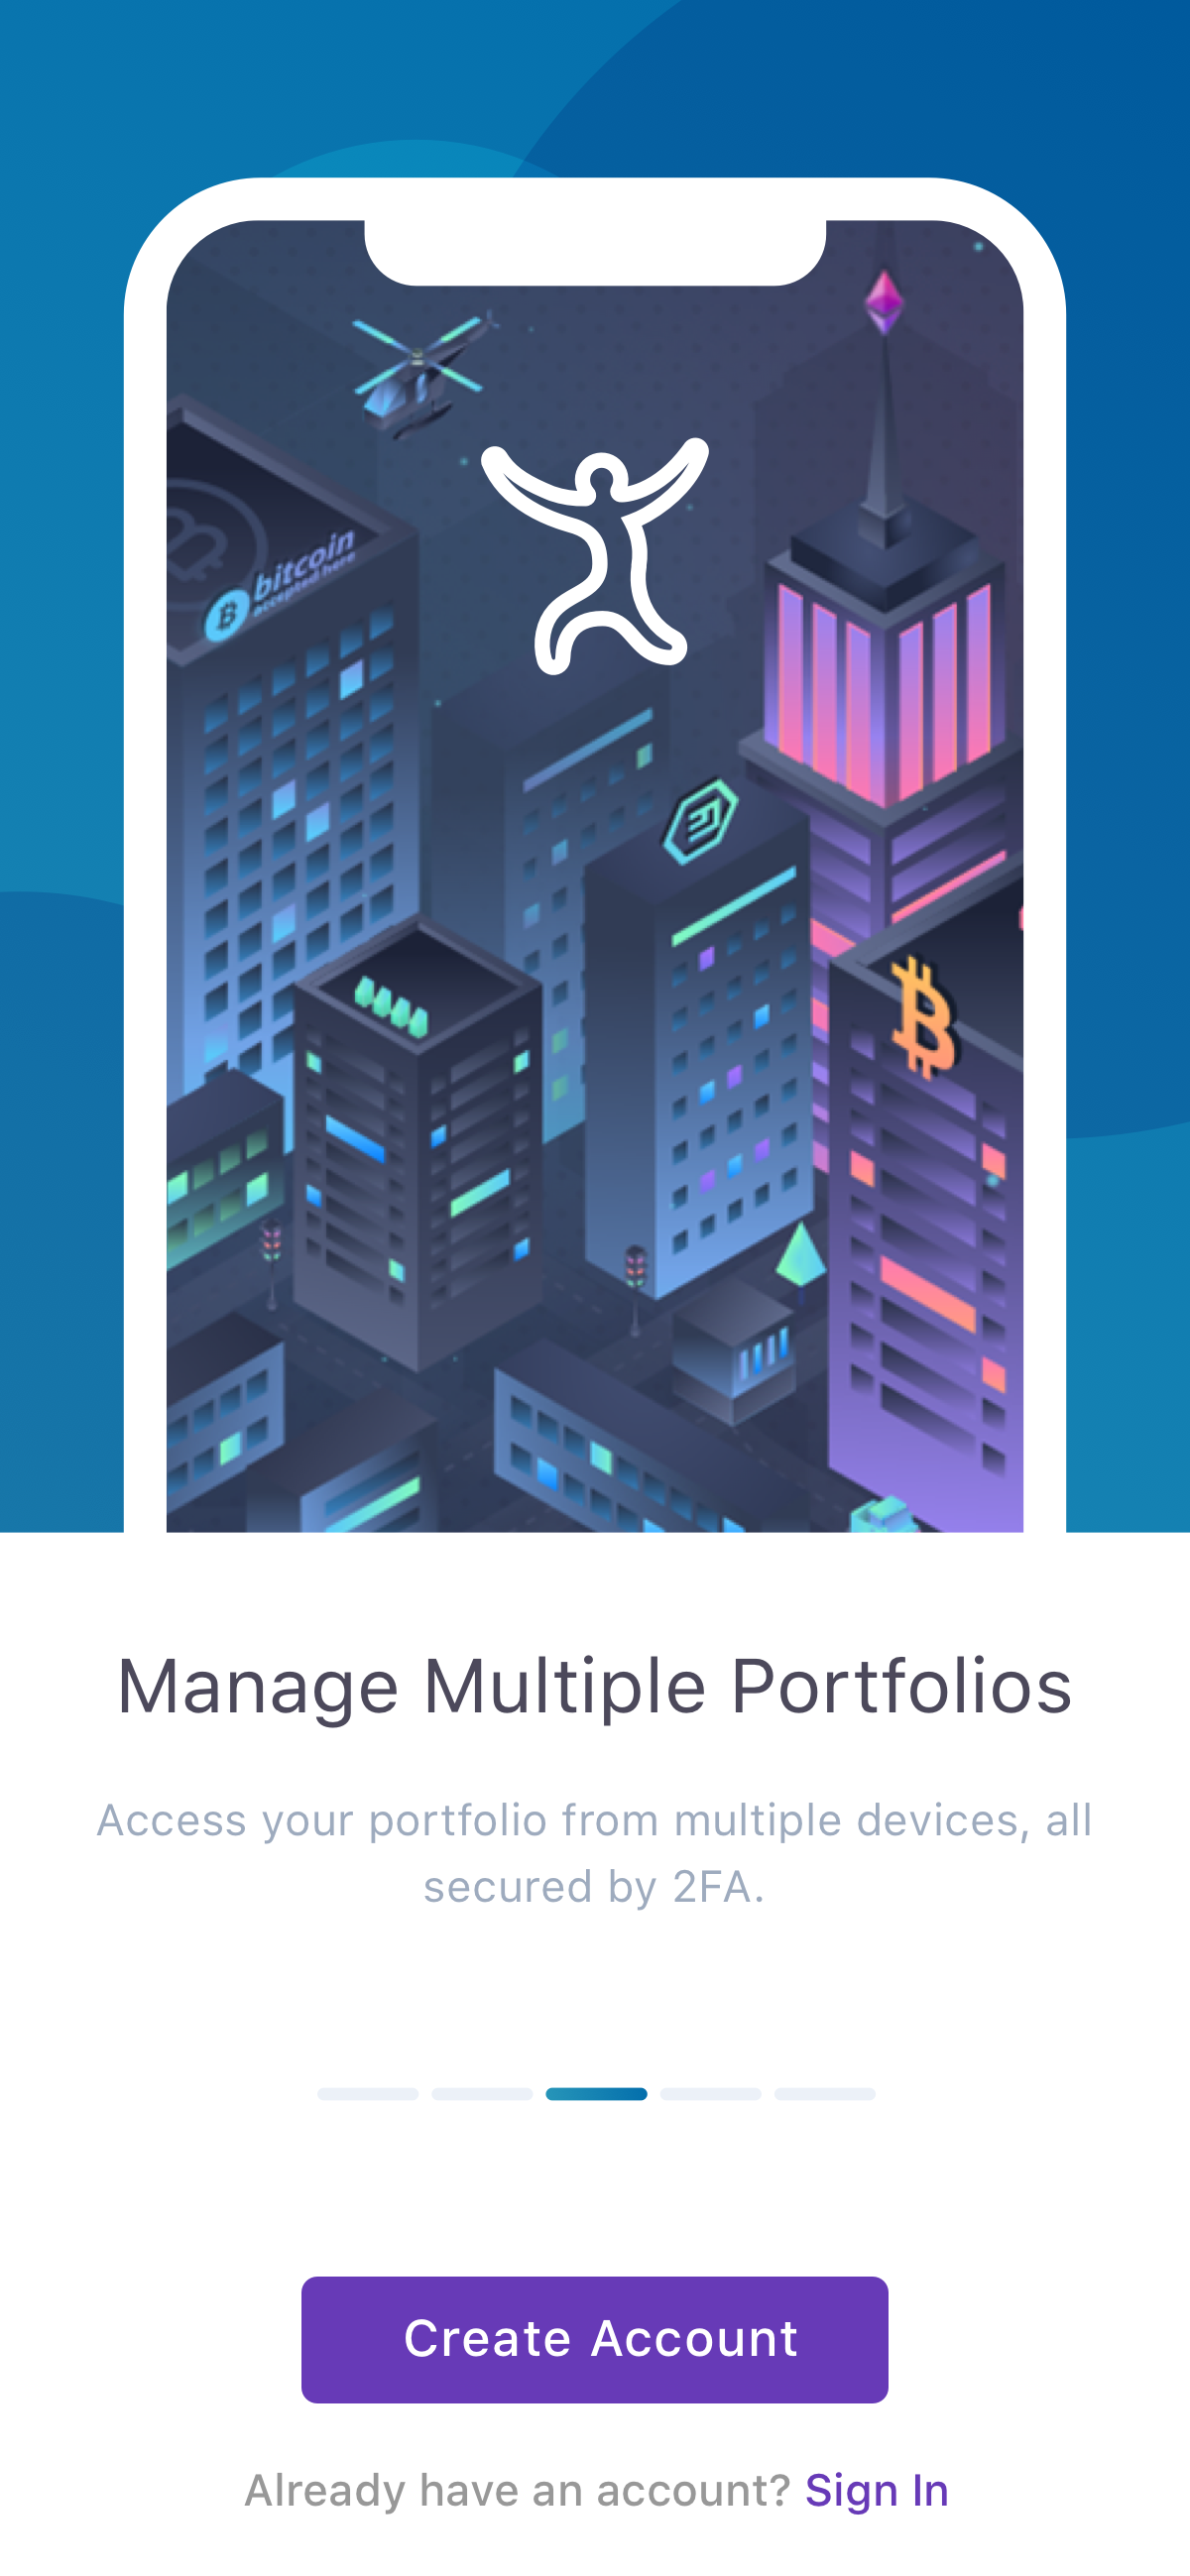 bitcoin
accepted here
Manage Multiple Portfolios
Access your portfolio from multiple devices, all
secured by 2FA.
Create Account
Already have an account? Sign In